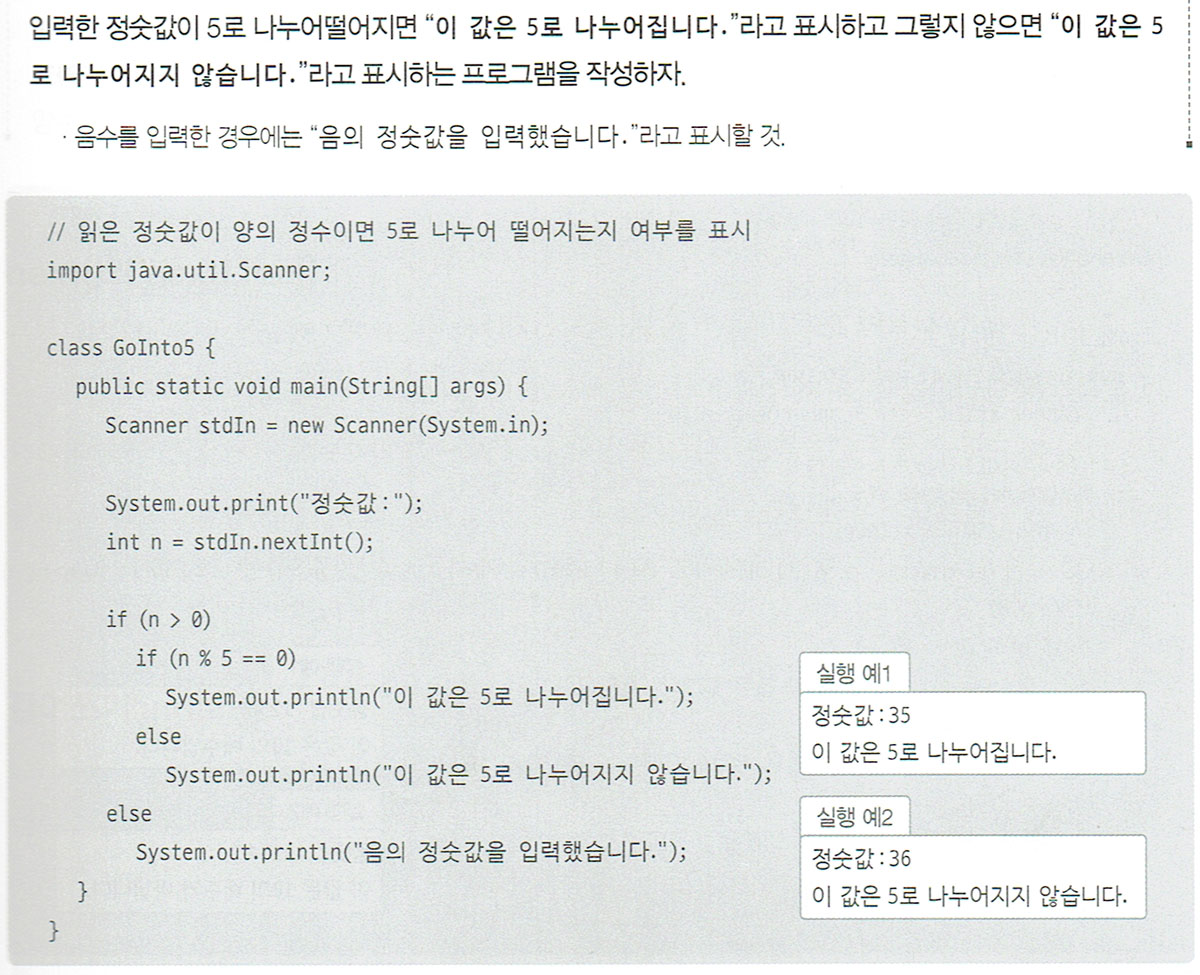 입력한 정숫값이 5로 나누어떨어지면 “이 값은 5로 나누어집니다.”라고 표시하고 그렇지 않으면 “이 값은 5
로 나누어지지 않습니다.”라고 표시하는 프로그램을 작성하자.
· 음수를 입력한 경우에는 “음의 정숫값을 입력했습니다.”라고 표시할 것.
// 읽은 정숫값이 양의 정수이면 5로 나누어 떨어지는지 여부를 표시
import java.util.Scanner;
class GoInto5 {
public static void main(String[] args) {
Scanner stdIn = new Scanner(System.in);
System.out.print("정숫값:");
int n = stdIn.nextInt();
if (n > 0)
if (n % 5 == 0)
System.out.println("이 값은 5로 나누어집니다.");
else
System.out.println("이 값은 5로 나누어지지 않습니다.");
else
System.out.println("음의 정숫값을 입력했습니다.");
}
}
실행 예1
정숫값:35
이 값은 5로 나누어집니다.
실행 예2
정숫값:36
이 값은 5로 나누어지지 않습니다.